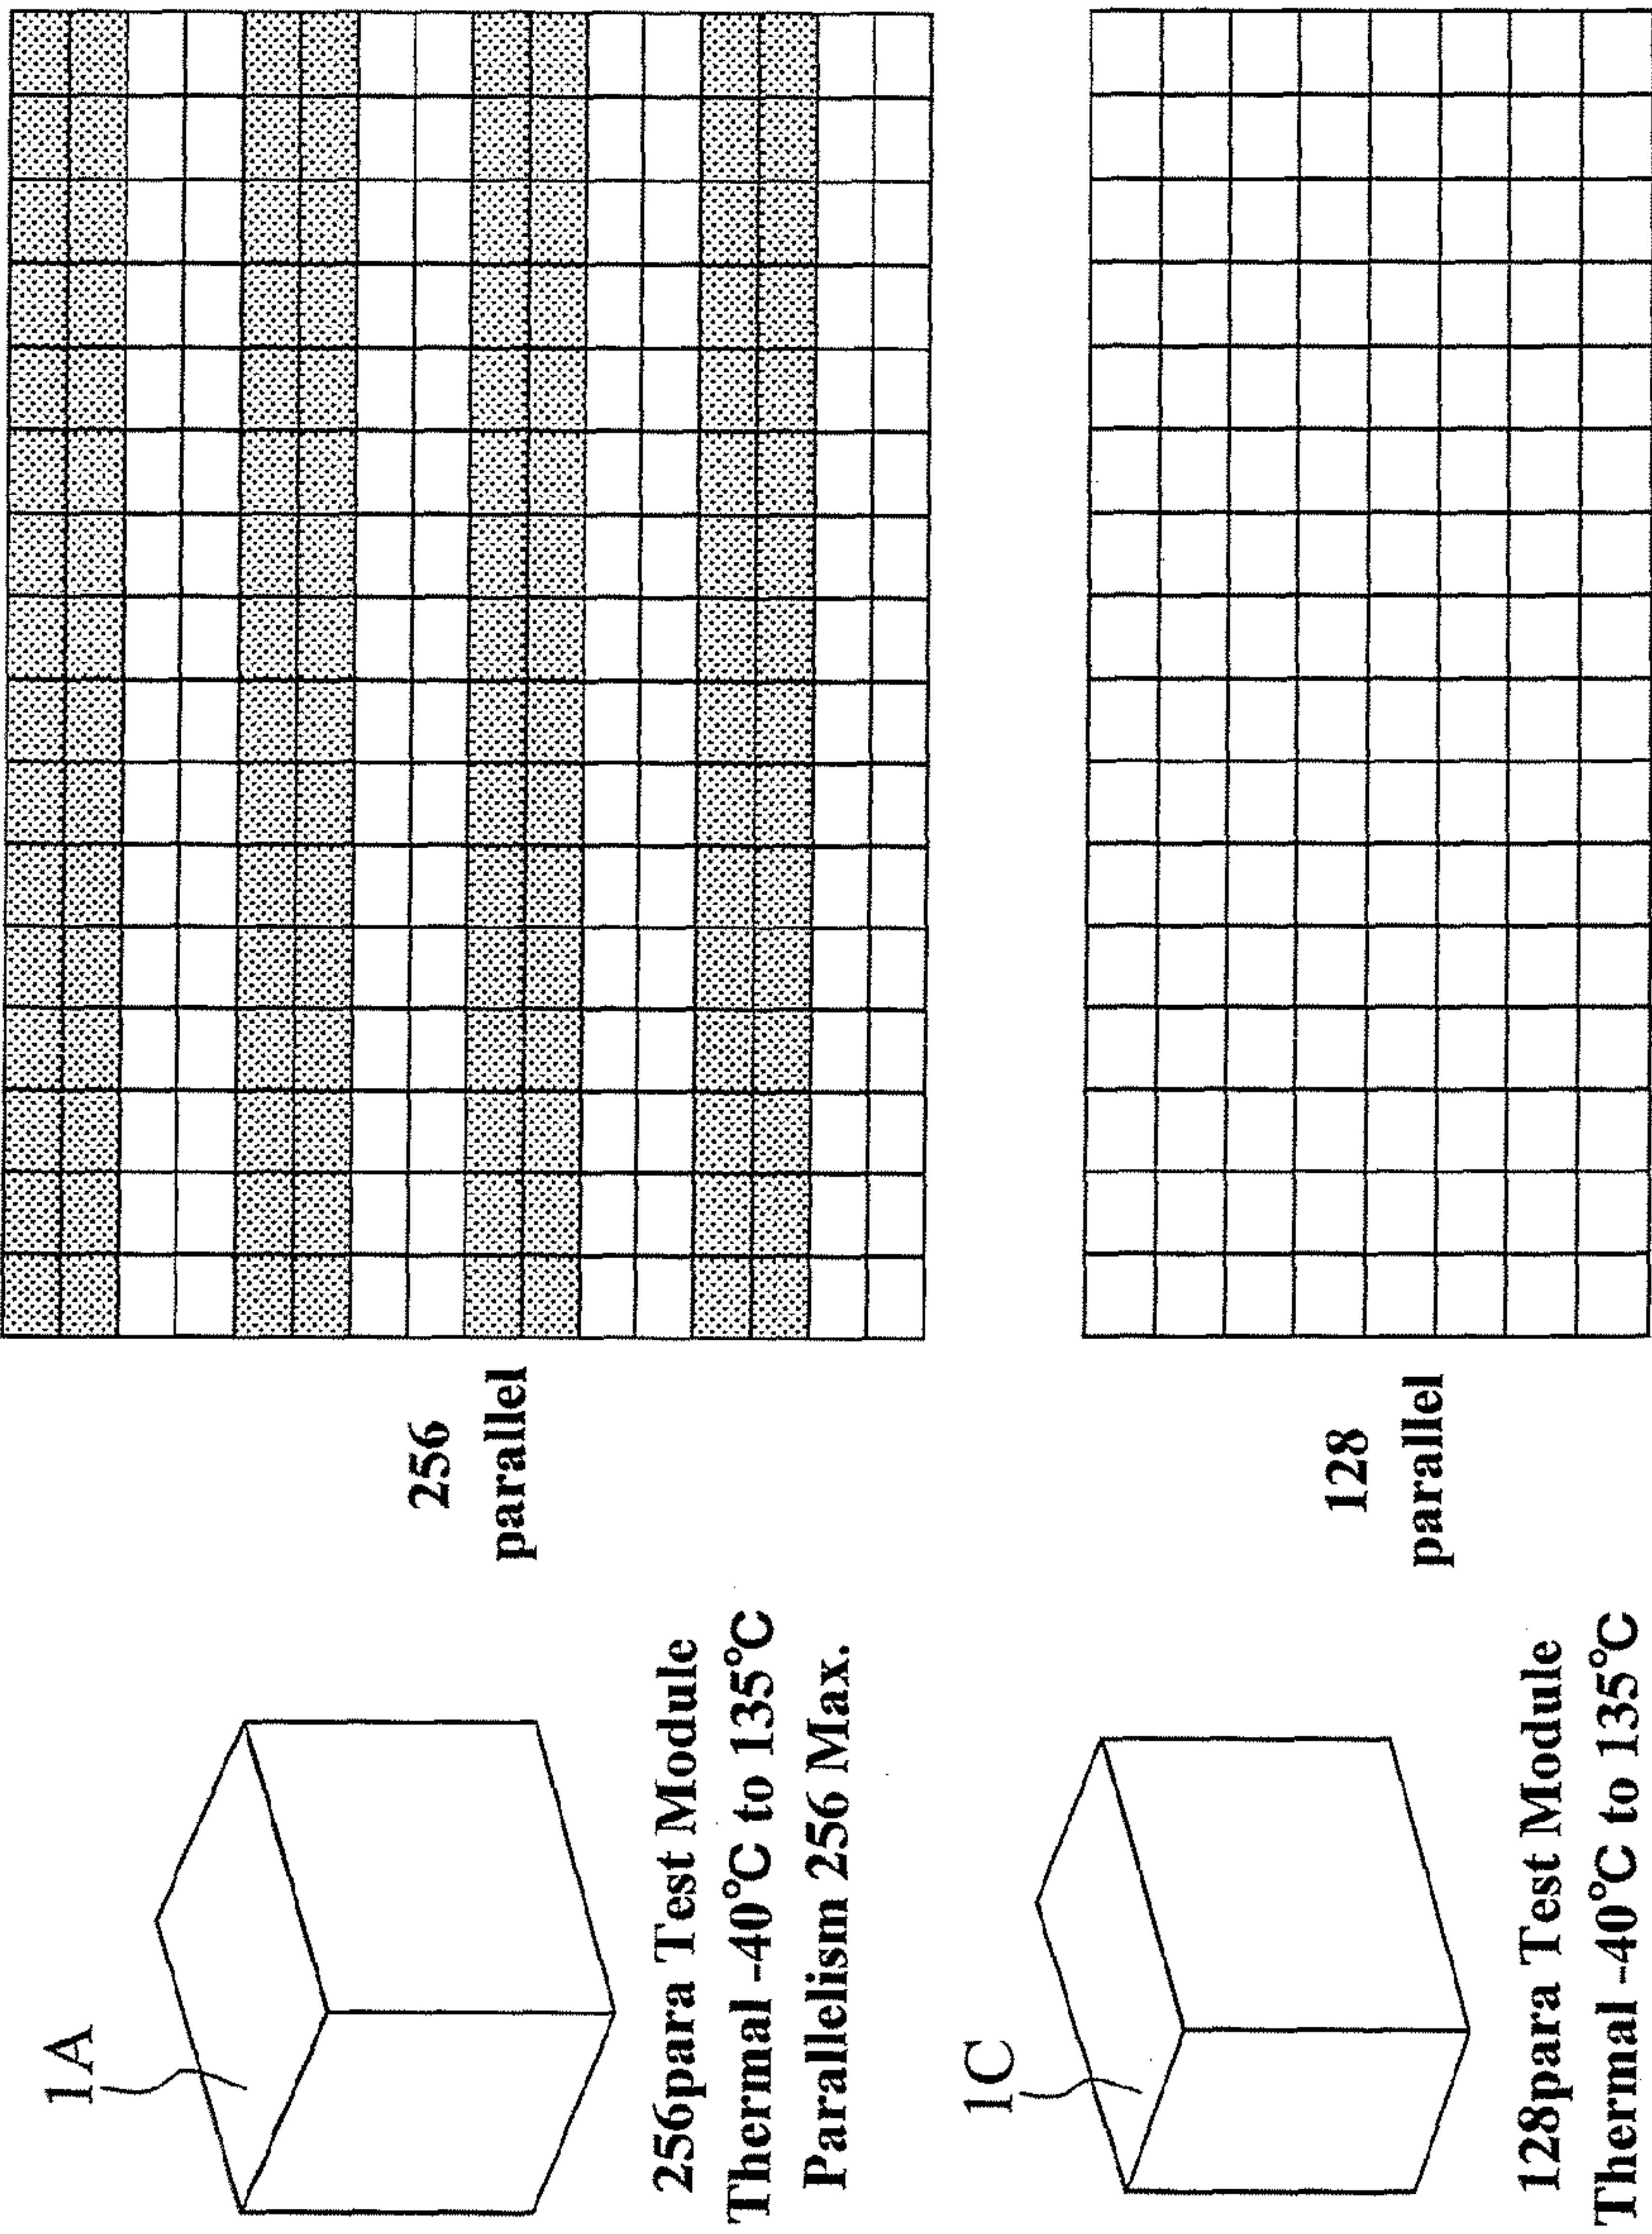 1A
256para Test Module
Thermal -40℃ to 135℃
Parallelism 256 Max.
256
parallel
1C
128para Test Module
Thermal -40℃ to 135℃
128
parallel